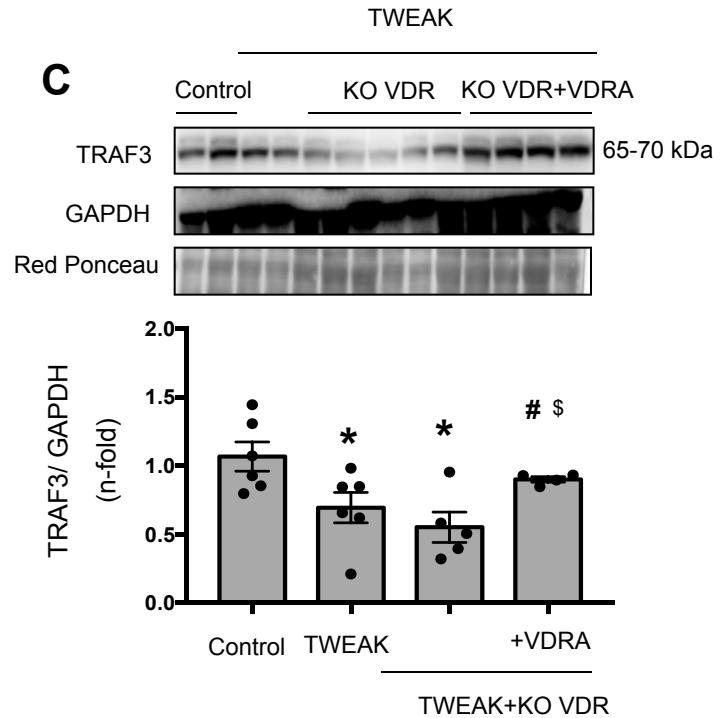 TWEAK
C
Control KO VDR KO VDR+VDRA
TRAF3 65-70 kDa
GAPDH
Red Ponceau
2.0
1.5
1.0
0.5
0.0
TRAF3/ GAPDH
(n-fold)
* * # $
Control TWEAK +VDRA
TWEAK+KO VDR